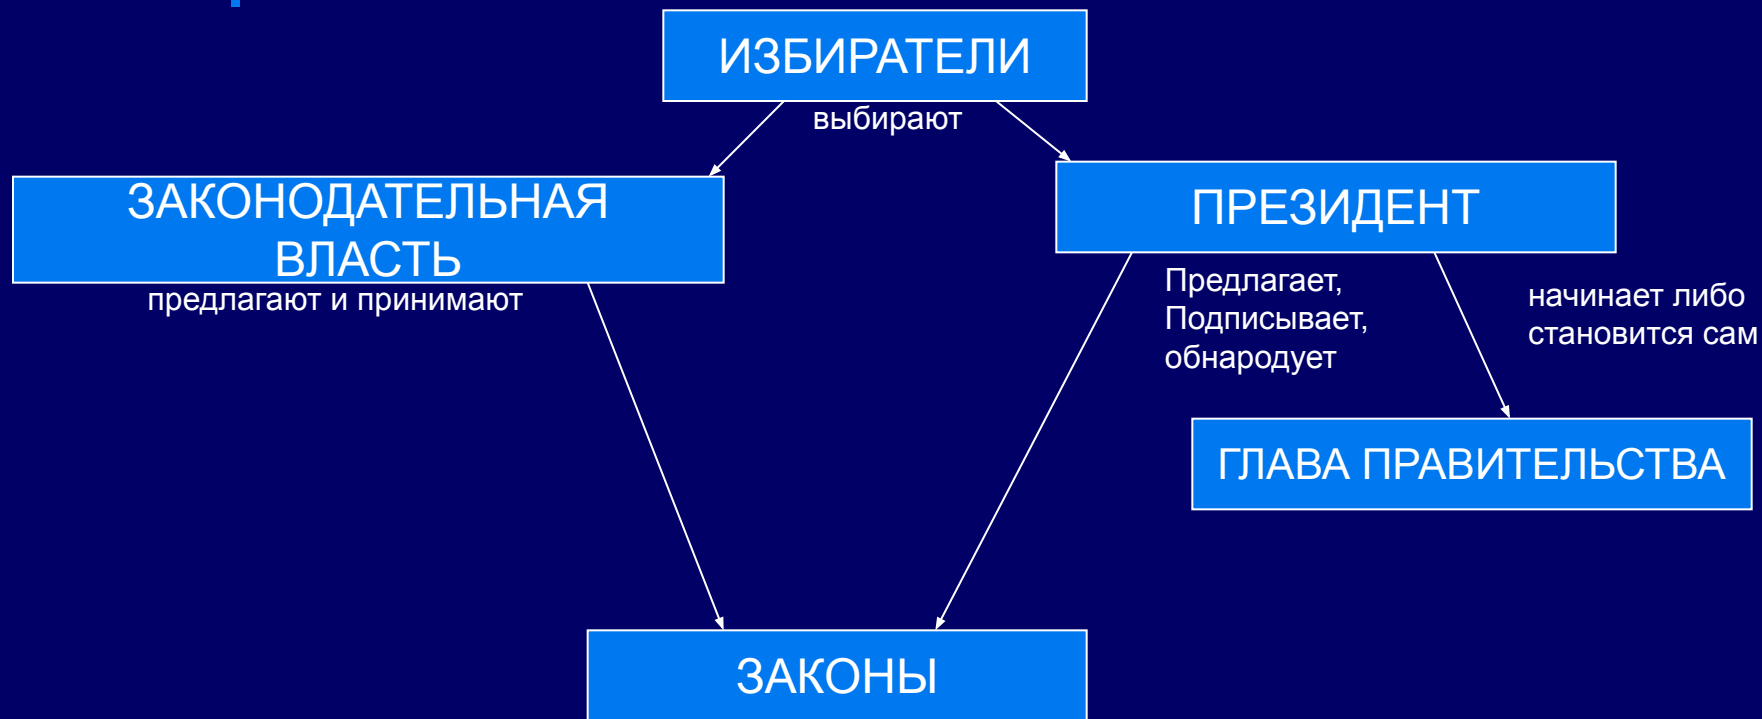 ИЗБИРАТЕЛИ
выбирают
ЗАКОНОДАТЕЛЬНАЯ
ВЛАСТЬ
предлагают и принимают
ПРЕЗИДЕНТ
Предлагает,
Подписывает,
обнародует
начинает либо
становится сам
ГЛАВА ПРАВИТЕЛЬСТВА
ЗАКОНЫ